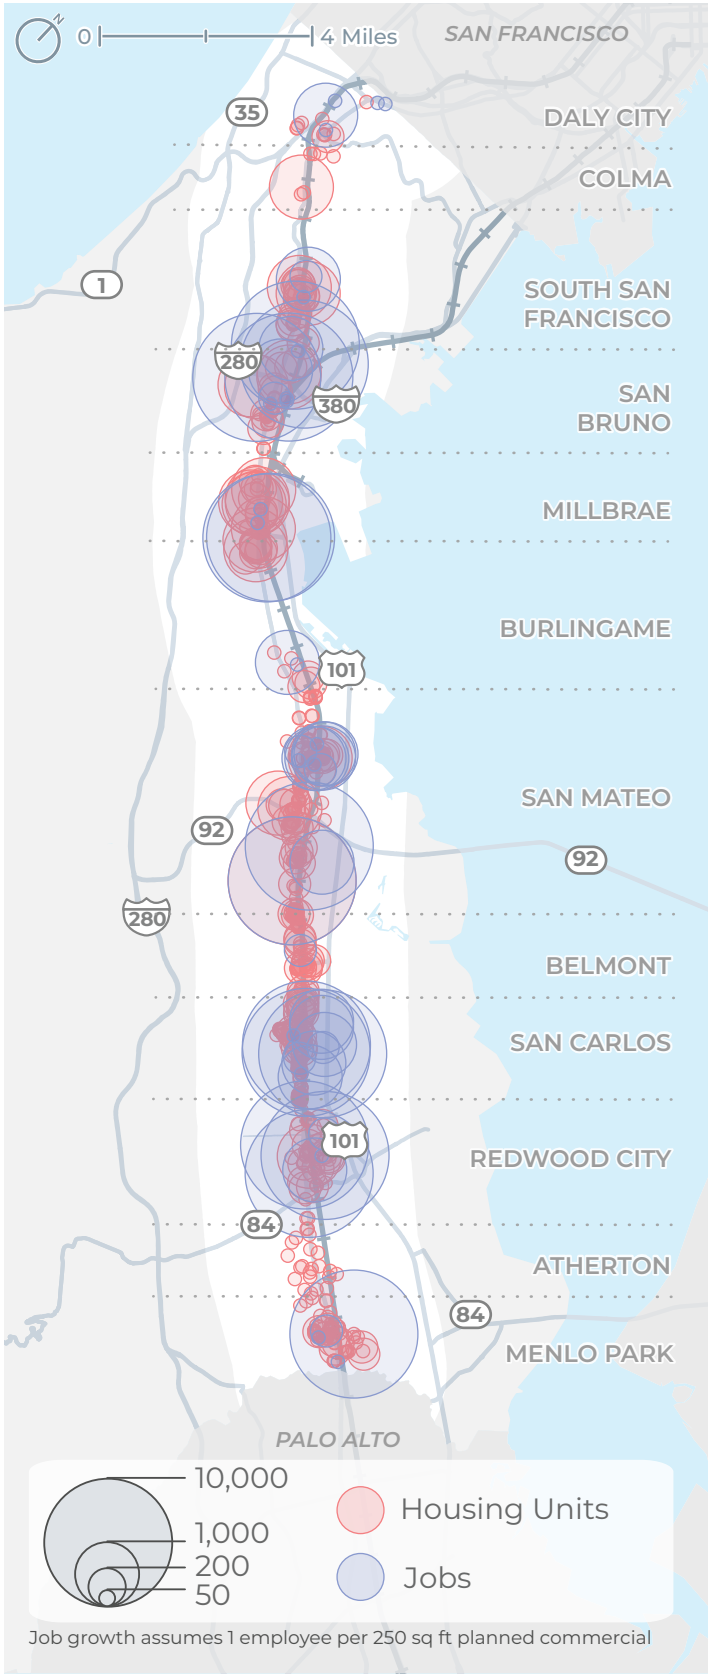 N
0 4 Miles
SAN FRANCISCO
35
DALY CITY
COLMA
1
SOUTH SAN
FRANCISCO
280
380
SAN
BRUNO
MILLBRAE
BURLINGAME
101
SAN MATEO
92
92
280
BELMONT
SAN CARLOS
101
REDWOOD CITY
84
ATHERTON
84
MENLO PARK
PALO ALTO
10,000
1,000
200
50
Housing Units
Jobs
Job growth assumes 1 employee per 250 sq ft planned commercial